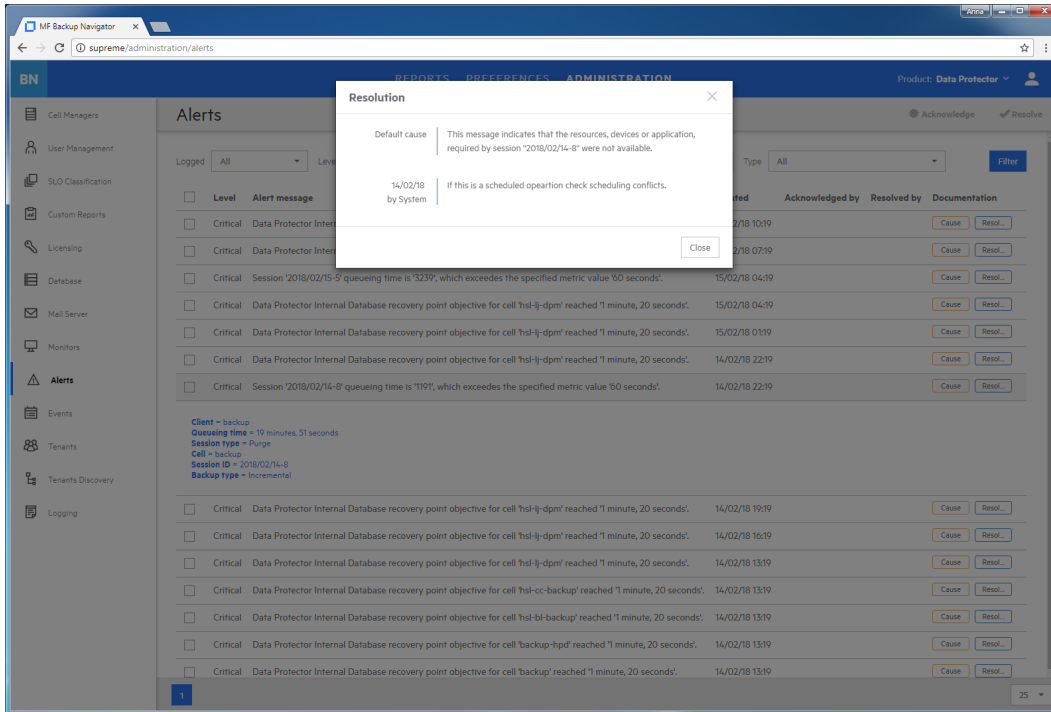 Anna
MF Backup Navigator
supreme/administration/alerts
BN
REPORTS PREFERENCES ADMINISTRATION
Product: Data Protector
Cell Managers
User Management
SLO Classification
Custom Reports
Licensing
Database
Mail Server
Monitors
Alerts
Events
Tenants
Tenants Discovery
Logging
Alerts
Acknowledge Resolve
Logged All Type All Filter
Resolution
Default cause This message indicates that the resources, devices or application,
required by session "2018/02/14-8" were not available.
14/02/18 If this is a scheduled opeartion check scheduling conflicts.
by System
Close
Level Alert message Acknowledged by Resolved by Documentation
Critical Data Protector 10:19 Cause Resol...
Critical Data Protector 07:19 Cause Resol...
Critical Session '2018/02/15-5' queueing time is '3239', which exceedes the specified metric value '60 seconds'. 15/02/18 04:19 Cause Resol...
Critical Data Protector Internal Database recovery point objective for cell 'hsl-lj-dpm' reached '1 minute, 20 seconds'. 15/02/18 04:19 Cause Resol...
Critical Data Protector Internal Database recovery point objective for cell 'hsl-lj-dpm' reached '1 minute, 20 seconds'. 15/02/18 01:19 Cause Resol...
Critical Data Protector Internal Database recovery point objective for cell 'hsl-lj-dpm' reached '1 minute, 20 seconds'. 14/02/18 22:19 Cause Resol...
Critical Session '2018/02/14-8' queueing time is '1191', which exceedes the specified metric value '60 seconds'. 14/02/18 22:19 Cause Resol...
Client = backup
Queueing time = 19 minutes, 51 seconds
Session type = Purge
Cell = backup
Session ID = 2018/02/14-8
Backup type = Incremental
Critical Data Protector Internal Database recovery point objective for cell 'hsl-lj-dpm' reached '1 minute, 20 seconds'. 14/02/18 19:19 Cause Resol...
Critical Data Protector Internal Database recovery point objective for cell 'hsl-lj-dpm' reached '1 minute, 20 seconds'. 14/02/18 16:19 Cause Resol...
Critical Data Protector Internal Database recovery point objective for cell 'hsl-lj-dpm' reached '1 minute, 20 seconds'. 14/02/18 13:19 Cause Resol...
Critical Data Protector Internal Database recovery point objective for cell 'hsl-cc-backup' reached '1 minute, 20 seconds'. 14/02/18 13:19 Cause Resol...
Critical Data Protector Internal Database recovery point objective for cell 'hsl-bl-backup' reached '1 minute, 20 seconds'. 14/02/18 13:19 Cause Resol...
Critical Data Protector Internal Database recovery point objective for cell 'backup-hpd' reached '1 minute, 20 seconds'. 14/02/18 13:19 Cause Resol...
Critical Data Protector Internal Database recovery point objective for cell 'backup' reached '1 minute, 20 seconds'. 14/02/18 13:19 Cause Resol...
1 25